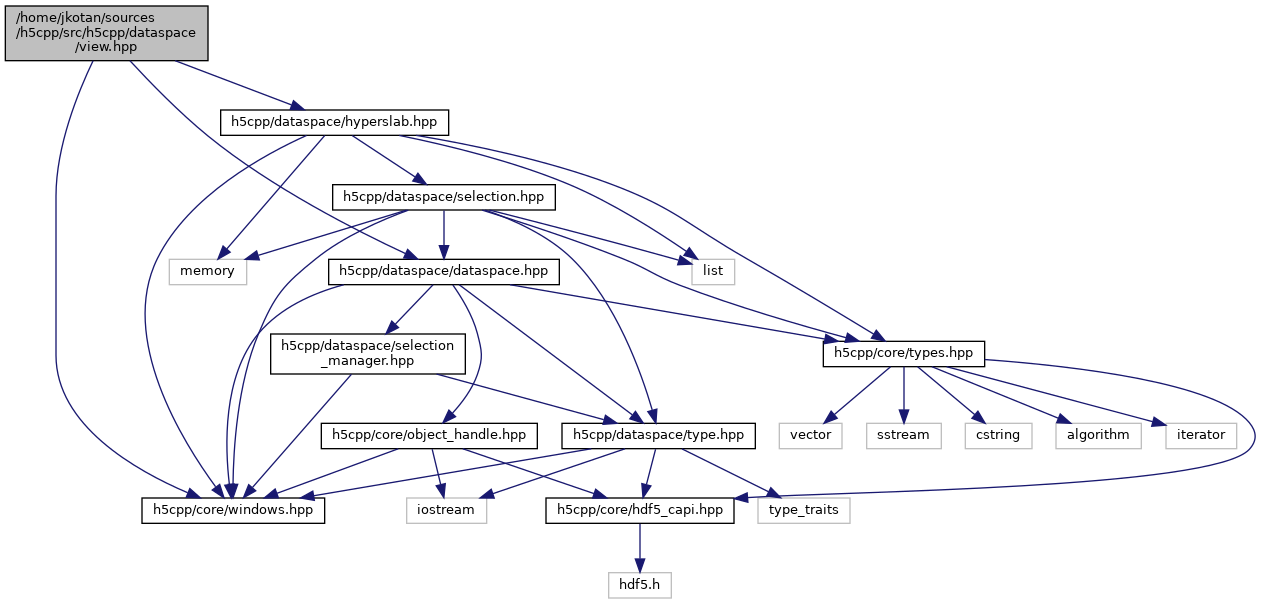 /home/jkotan/sources
/h5cpp/src/h5cpp/dataspace
/view.hpp
h5cpp/dataspace/hyperslab.hpp
h5cpp/dataspace/selection.hpp
memory
h5cpp/dataspace/dataspace.hpp
list
h5cpp/dataspace/selection
_manager.hpp
h5cpp/core/types.hpp
h5cpp/core/object_handle.hpp
h5cpp/dataspace/type.hpp
vector
sstream
cstring
algorithm
iterator
h5cpp/core/windows.hpp
iostream
h5cpp/core/hdf5_capi.hpp
type_traits
hdf5.h